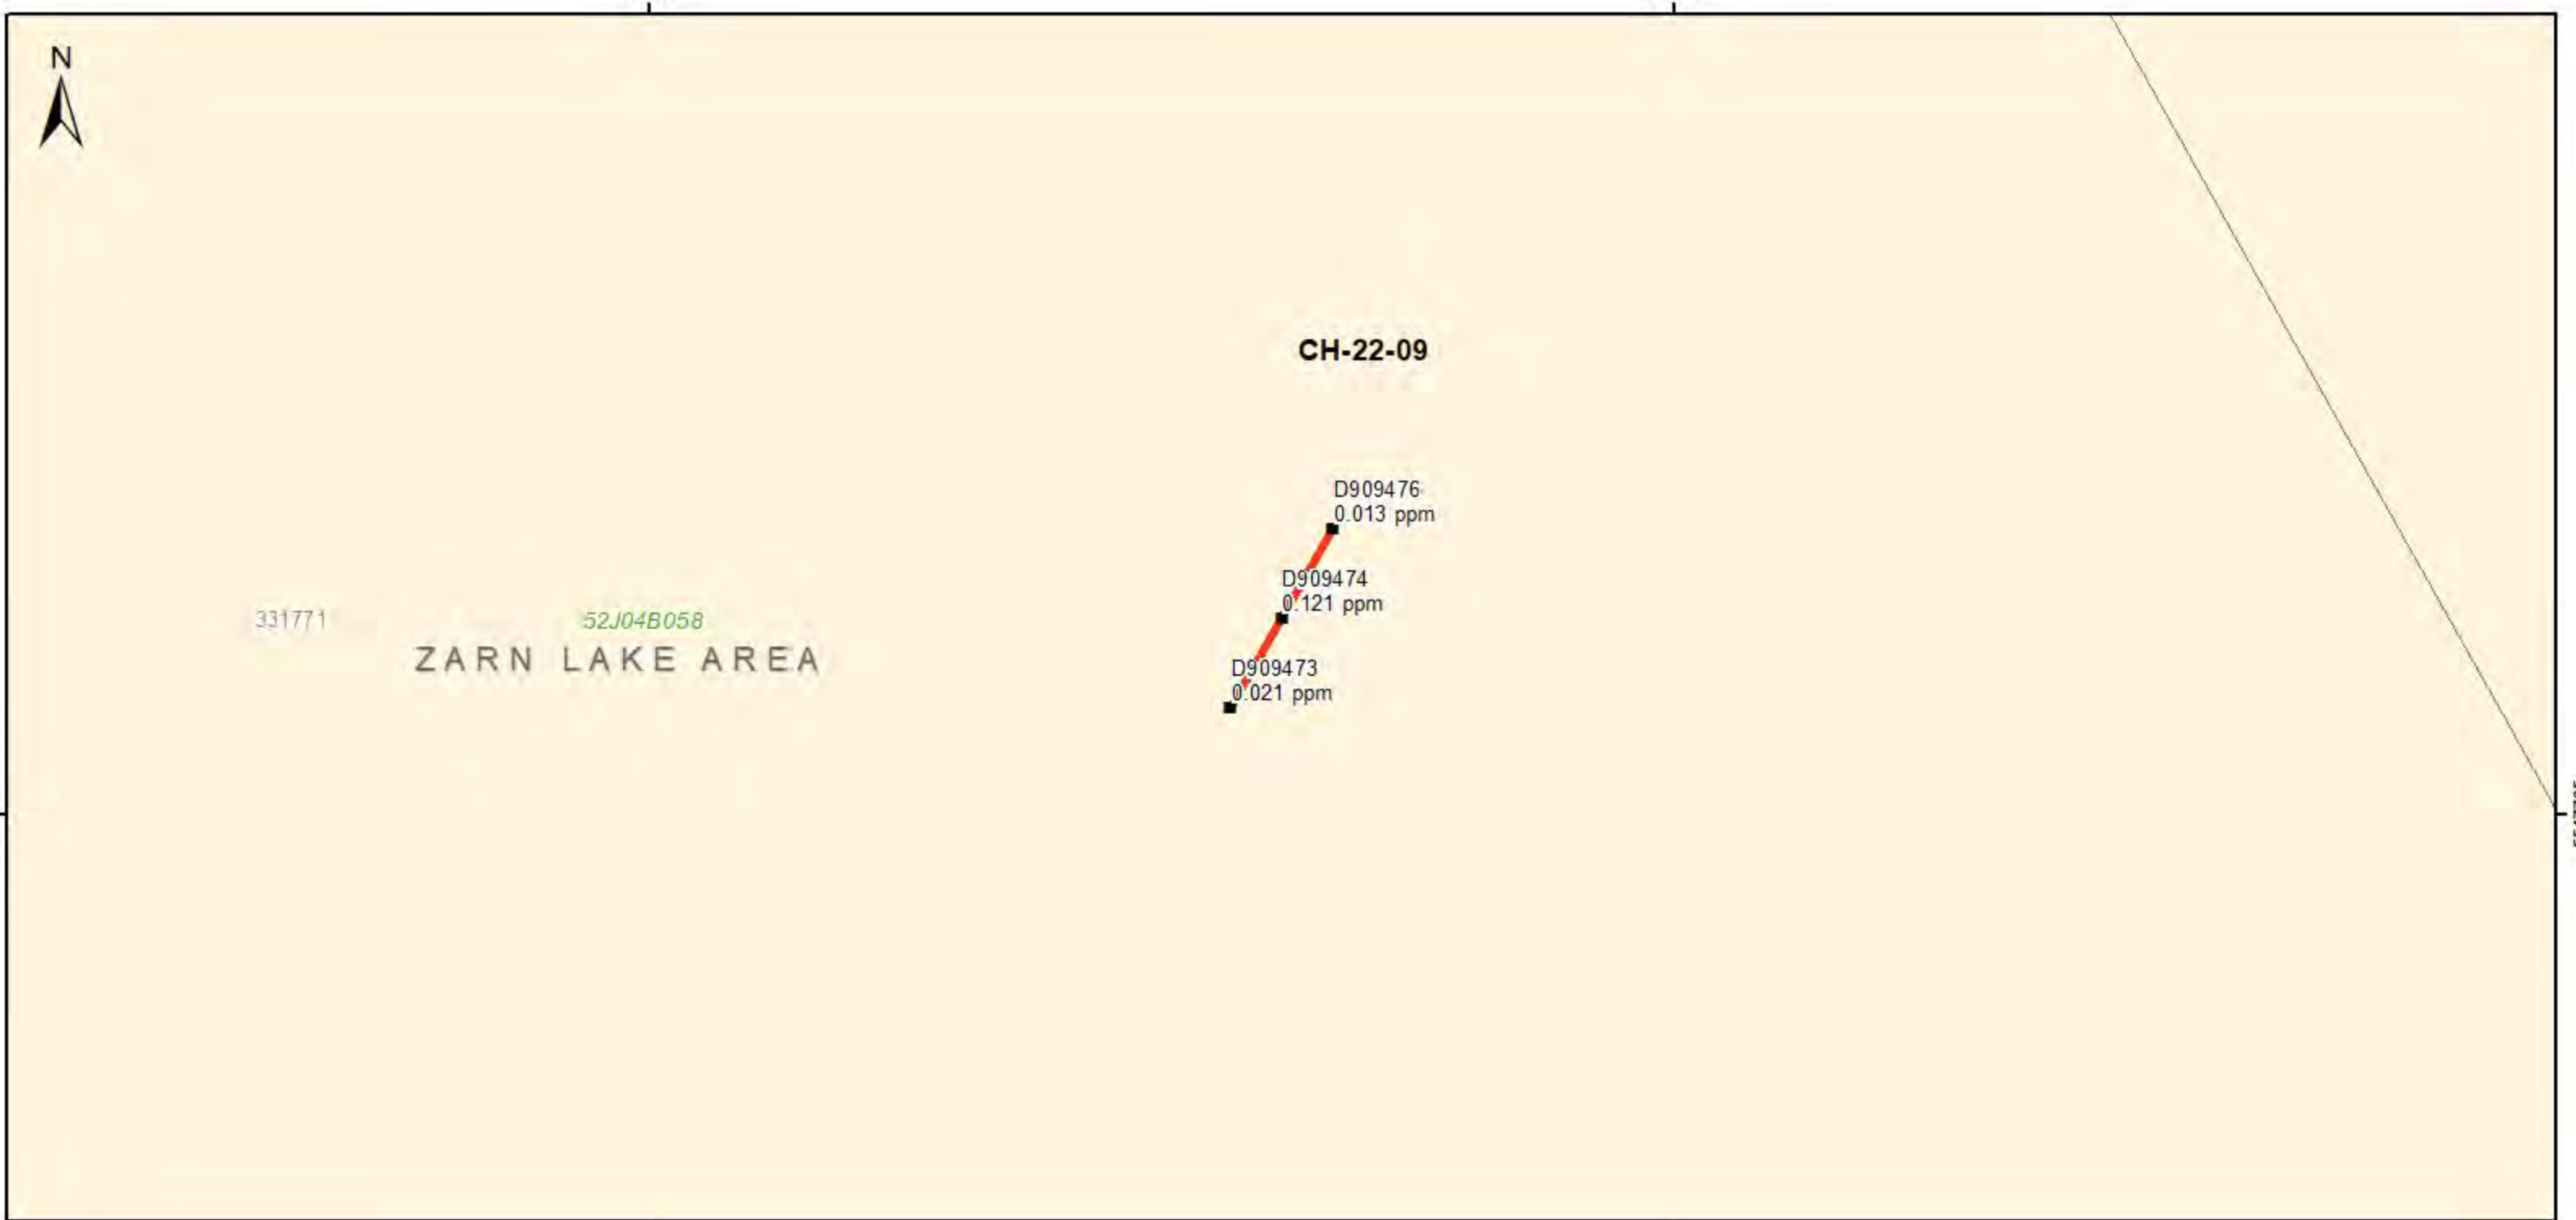 N
CH-22-09
D909476
0.013 ppm
D909474
0.121 ppm
331771
52J04B058
ZARN LAKE AREA
D909473
0.021 ppm